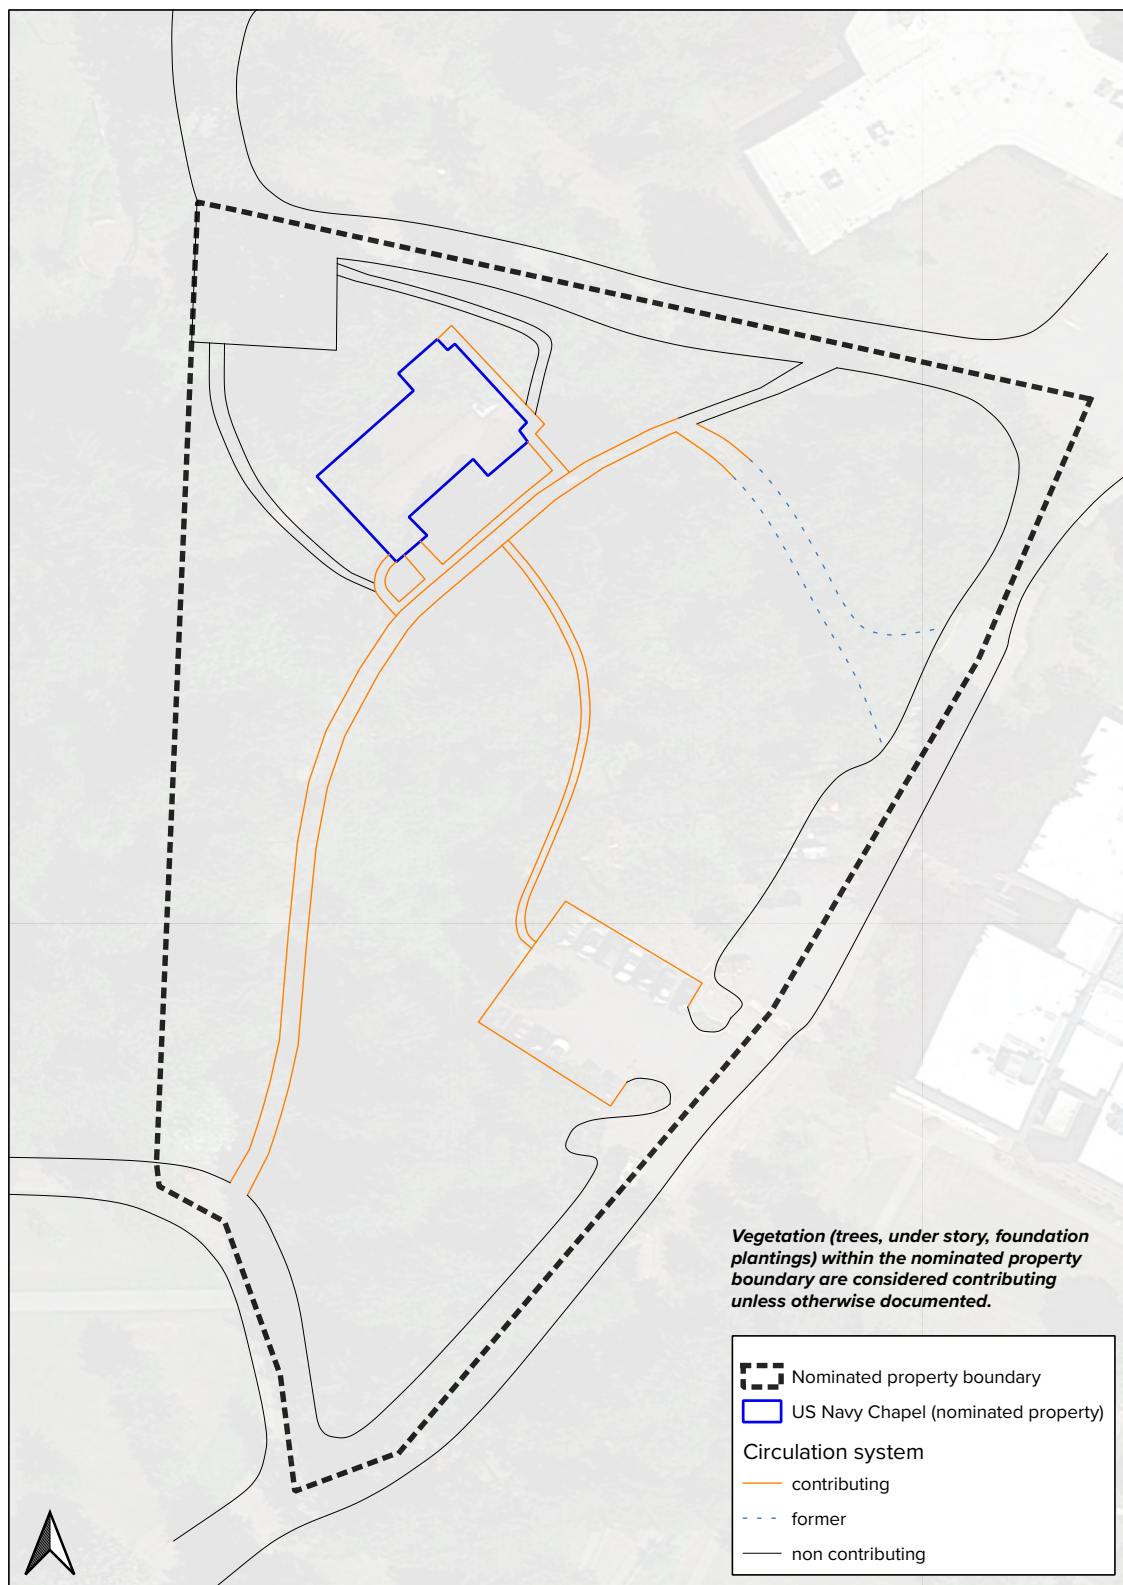 Vegetation (trees, under story, foundation
plantings) within the nominated property
boundary are considered contributing
unless otherwise documented.
Nominated property boundary
US Navy Chapel (nominated property)
Circulation system
contributing
former
non contributing